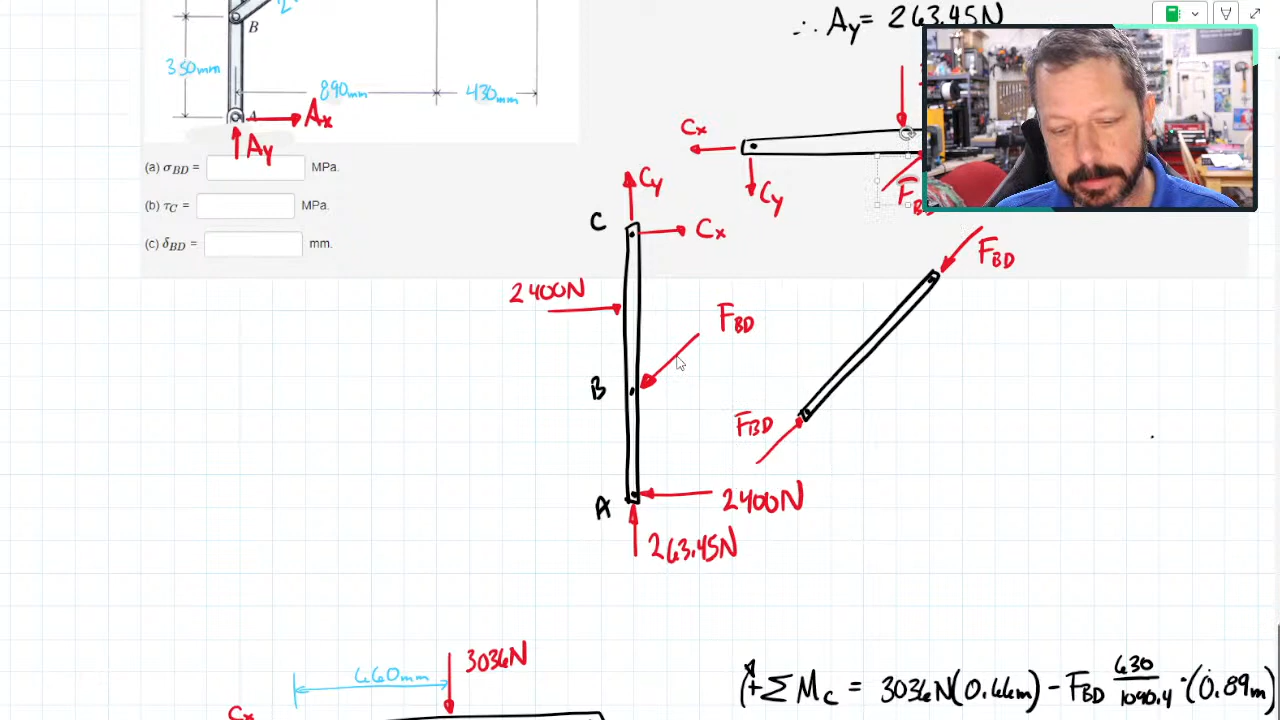 ∴ Ay = 263.45N
B
350mm
890mm
430mm
A
Ax
Ay
Cx
(a) σBD = MPa.
Cy
Cy
FBD
(b) τC = MPa.
C
Cx
(c) δBD = mm.
FBD
2400N
FBD
B
FBD
2400N
A
263.45N
3036N
660mm
+ ΣMc = 3036N(0.66m) - FBD 630/1090.4 · (0.89m)
Cx